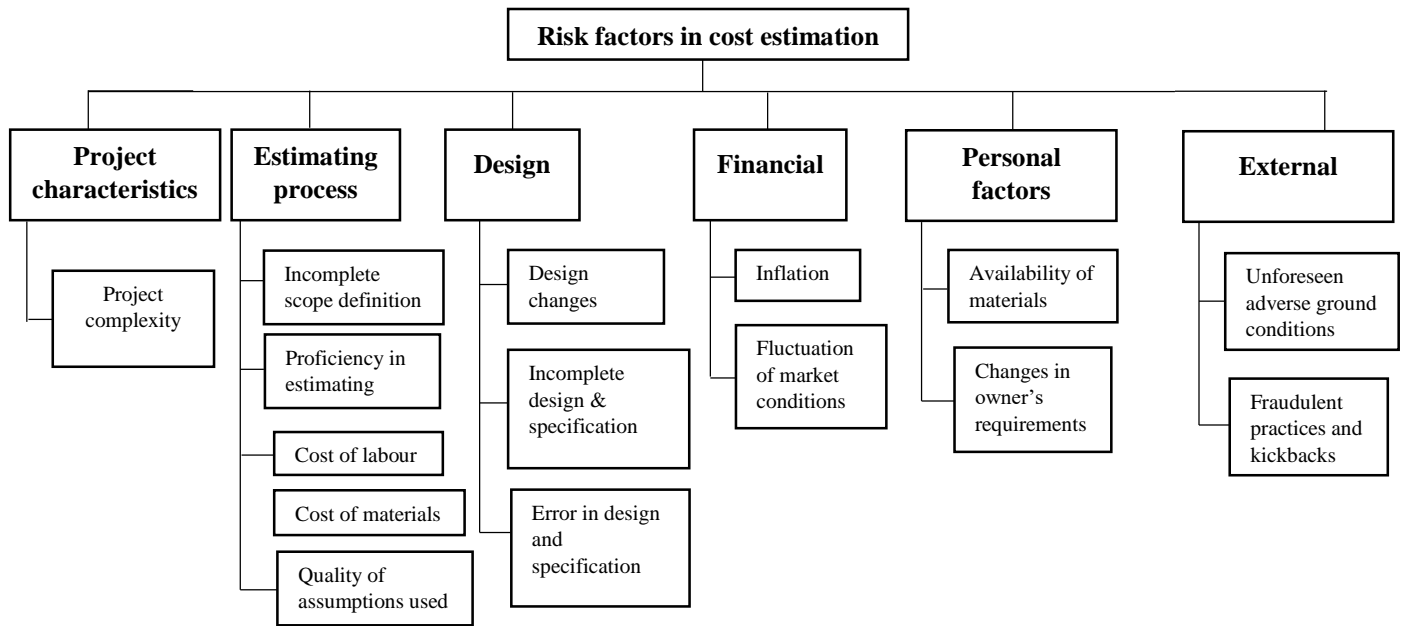 Risk factors in cost estimation
Project
characteristics
Estimating
process
Design
Financial
Personal
factors
External
Project
complexity
Incomplete
scope definition
Proficiency in
estimating
Cost of labour
Cost of materials
Quality of
assumptions used
Design
changes
Incomplete
design &
specification
Error in design
and
specification
Inflation
Fluctuation
of market
conditions
Availability of
materials
Changes in
owner’s
requirements
Unforeseen
adverse ground
conditions
Fraudulent
practices and
kickbacks